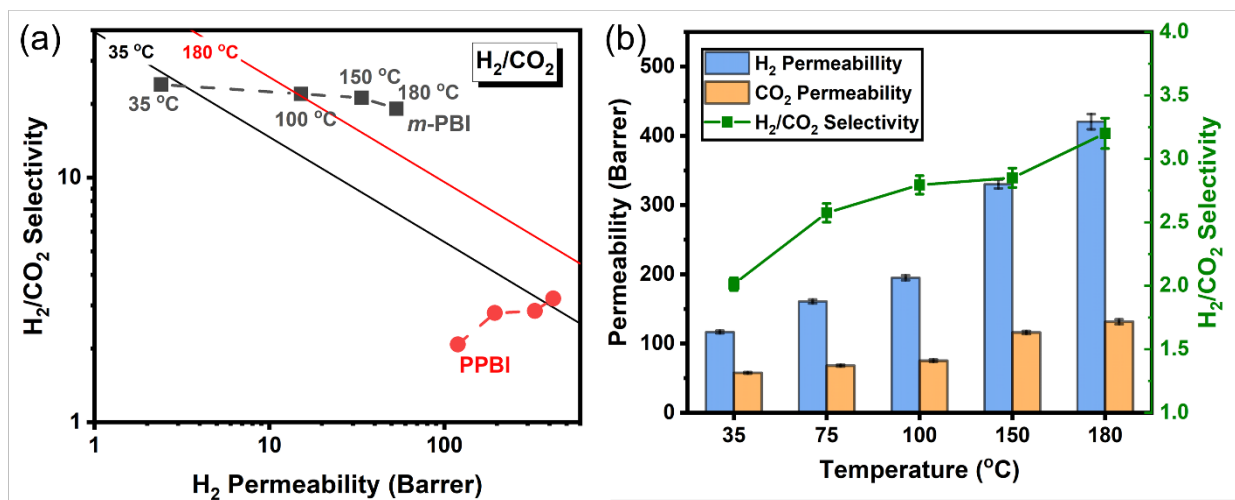 (a)
35 °C
180 °C
H2/CO2
150 °C
180 °C
35 °C
100 °C
m-PBI
10
PPBI
1
1
10
100
H2/CO2 Selectivity
H2 Permeability (Barrer)
(b)
H2 Permeabillity
CO2 Permeability
H2/CO2 Selectivity
500
400
300
200
100
0
4.0
3.5
3.0
2.5
2.0
1.5
1.0
35
75
100
150
180
Permeability (Barrer)
H2/CO2 Selectivity
Temperature (°C)